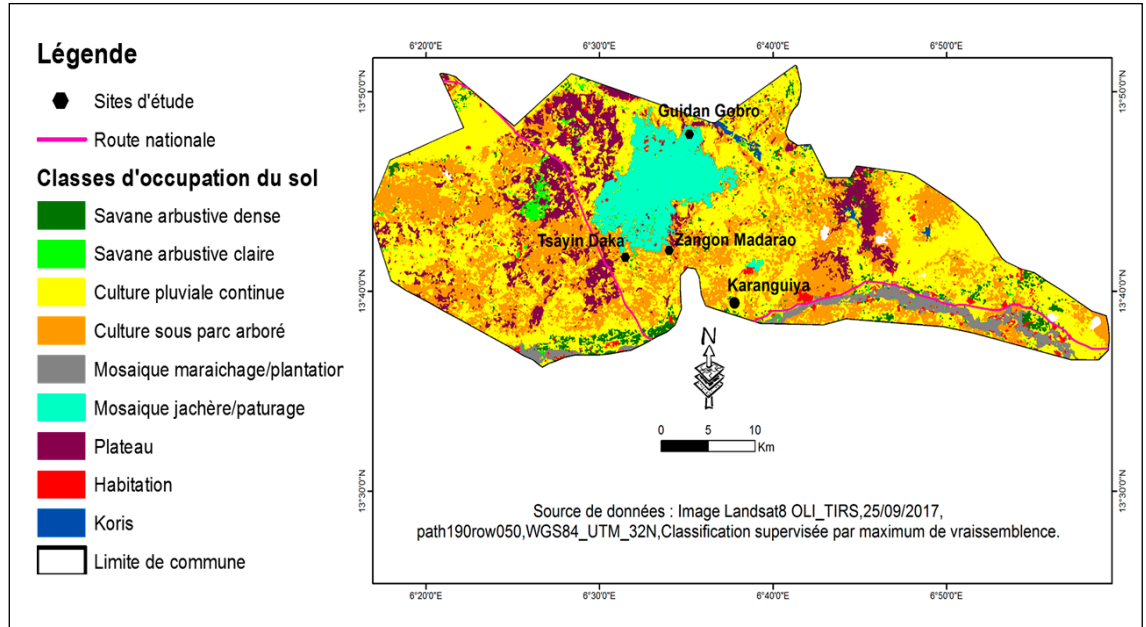 Légende
Sites d'étude
Route nationale
Classes d'occupation du sol
Savane arbustive dense
Savane arbustive claire
Culture pluviale continue
Culture sous parc arboré
Mosaique maraichage/plantation
Mosaique jachère/paturage
Plateau
Habitation
Koris
Limite de commune
6°20'0"E 6°30'0"E 6°40'0"E 6°50'0"E
13°50'0"N 13°50'0"N
Guidan Gobro
Tsayin Daka Zangon Madarao
Karanguiya
13°40'0"N 13°40'0"N
N
0 5 10
Km
13°30'0"N 13°30'0"N
Source de données : Image Landsat8 OLI_TIRS,25/09/2017,
path190row050,WGS84_UTM_32N,Classification supervisée par maximum de vraissemblence.
6°20'0"E 6°30'0"E 6°40'0"E 6°50'0"E